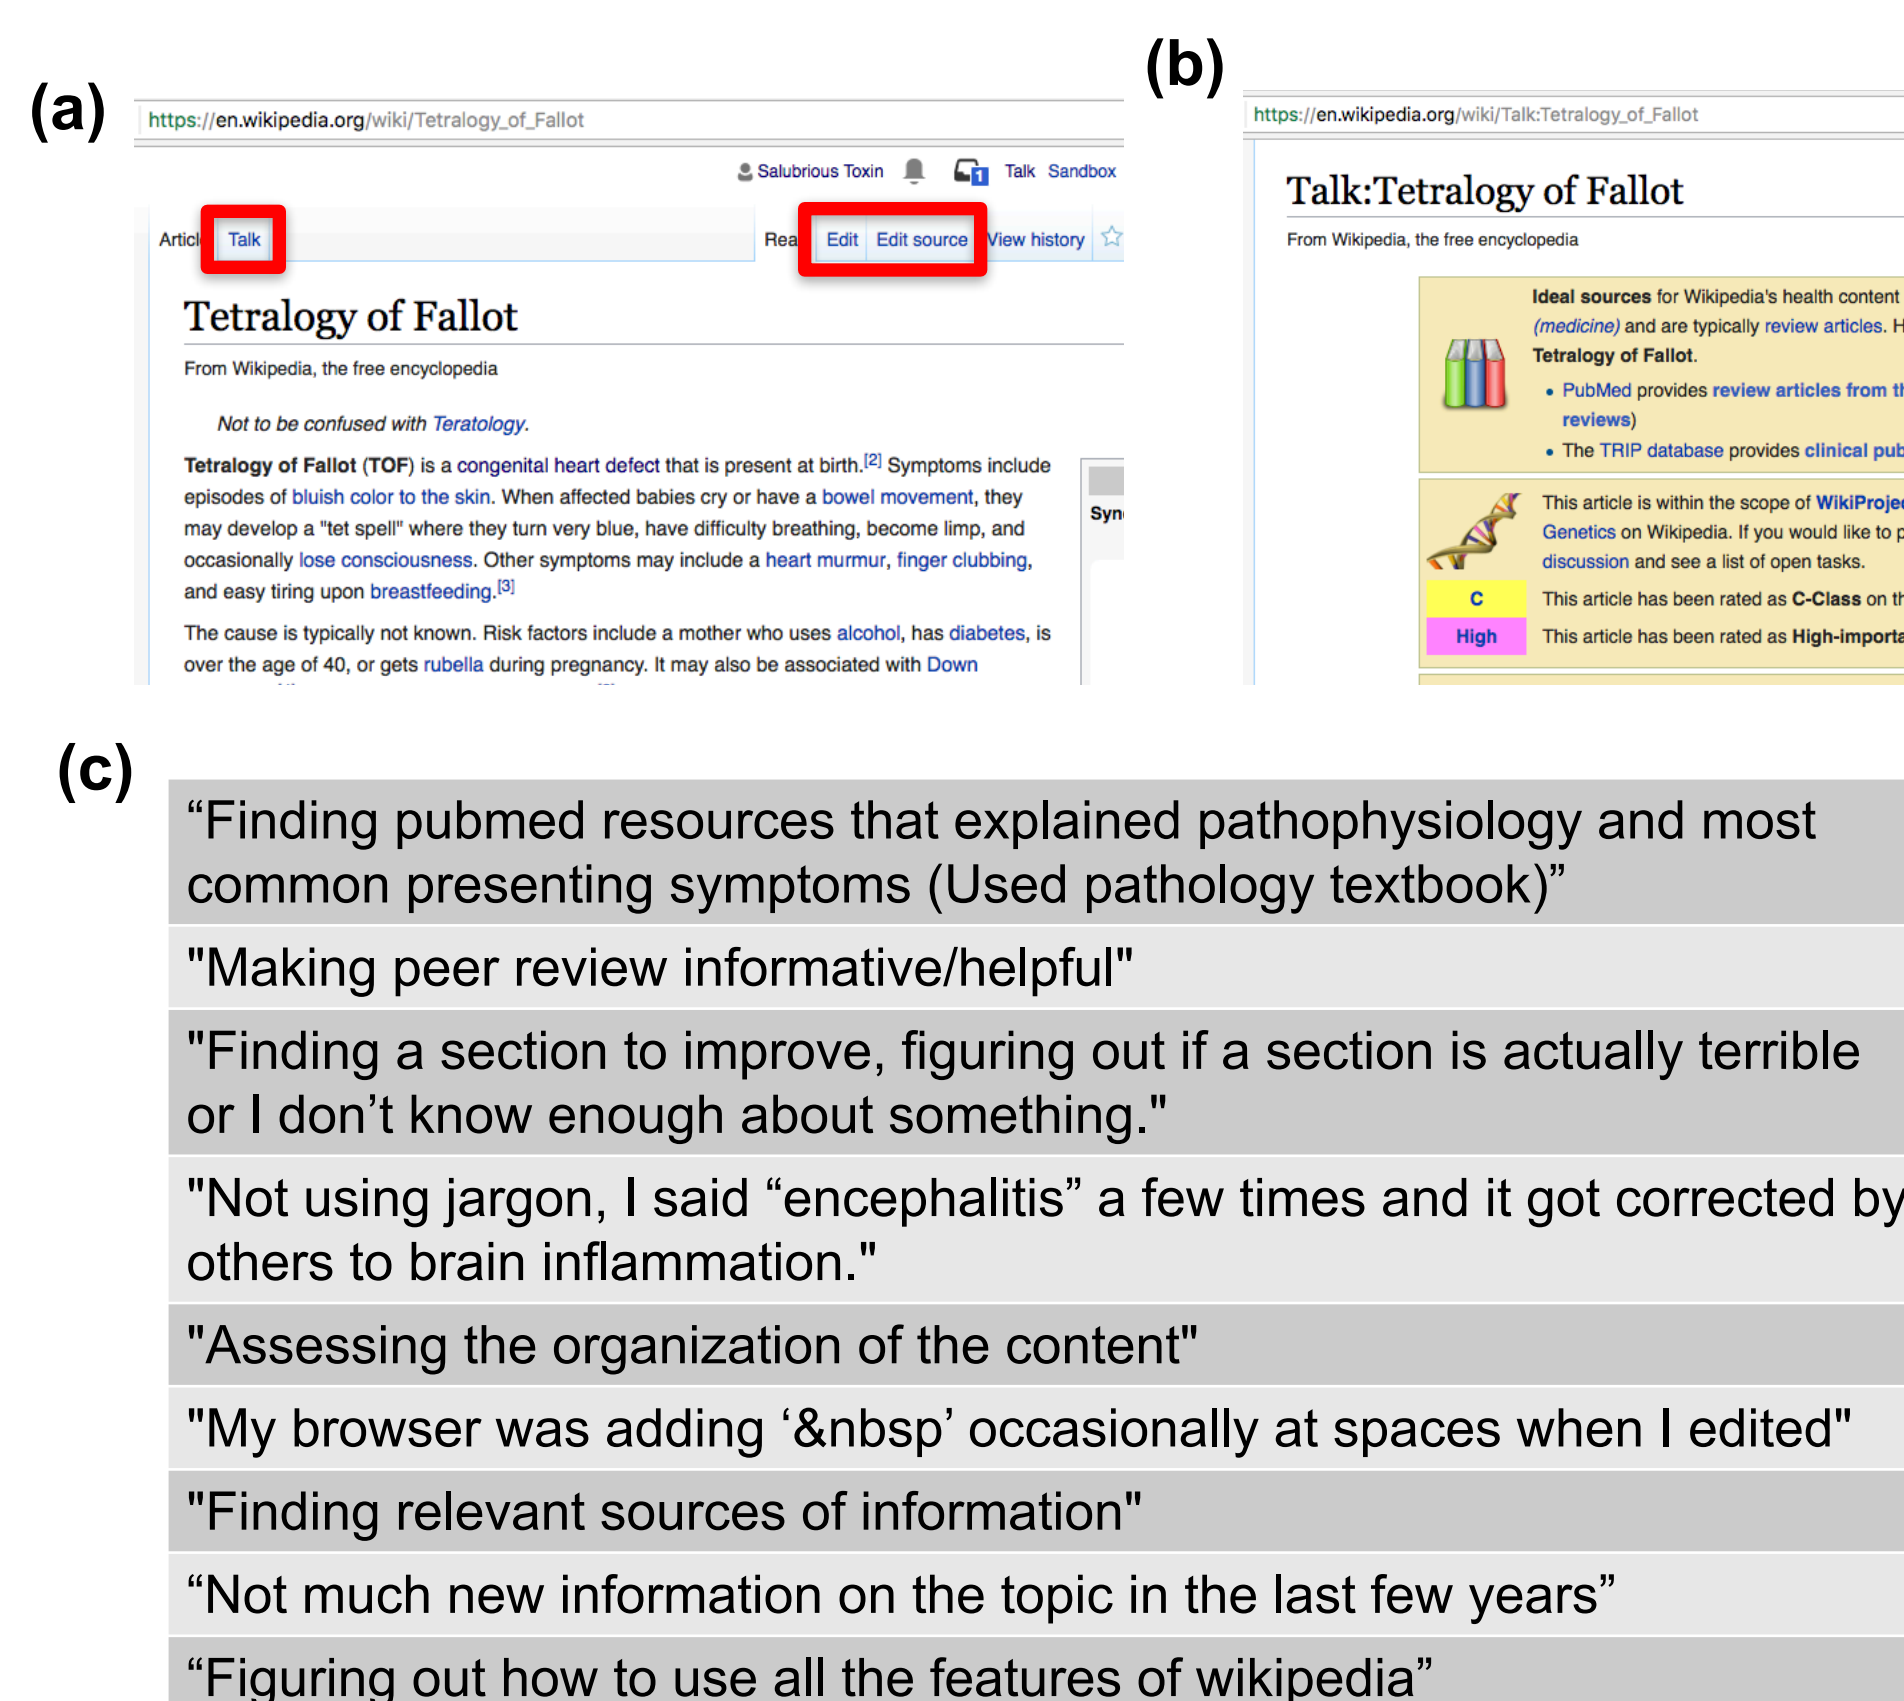 (a)
https://en.wikipedia.org/wiki/Tetralogy_of_Fallot
Salubrious Toxin 1 Talk Sandbox
Talk Edit Edit source View history
Tetralogy of Fallot
From Wikipedia, the free encyclopedia
Not to be confused with Teratology.
Tetralogy of Fallot (TOF) is a congenital heart defect that is present at birth.[2] Symptoms include
episodes of bluish color to the skin. When affected babies cry or have a bowel movement, they
may develop a "tet spell" where they turn very blue, have difficulty breathing, become limp, and
occasionally lose consciousness. Other symptoms may include a heart murmur, finger clubbing,
and easy tiring upon breastfeeding.[3]
The cause is typically not known. Risk factors include a mother who uses alcohol, has diabetes, is
over the age of 40, or gets rubella during pregnancy. It may also be associated with Down
(b)
https://en.wikipedia.org/wiki/Talk:Tetralogy_of_Fallot
Talk:Tetralogy of Fallot
From Wikipedia, the free encyclopedia
Ideal sources for Wikipedia's health content
(medicine) and are typically review articles.
Tetralogy of Fallot.
• PubMed provides review articles from
reviews)
• The TRIP database provides clinical
This article is within the scope of
Genetics on Wikipedia. If you would like to
discussion and see a list of open tasks.
C This article has been rated as C-Class on
High This article has been rated as
(c)
“Finding pubmed resources that explained pathophysiology and most
common presenting symptoms (Used pathology textbook)”
"Making peer review informative/helpful"
"Finding a section to improve, figuring out if a section is actually terrible
or I don’t know enough about something."
"Not using jargon, I said “encephalitis” a few times and it got corrected by
others to brain inflammation."
"Assessing the organization of the content"
"My browser was adding ‘&nbsp’ occasionally at spaces when I edited"
"Finding relevant sources of information"
“Not much new information on the topic in the last few years”
“Figuring out how to use all the features of wikipedia”